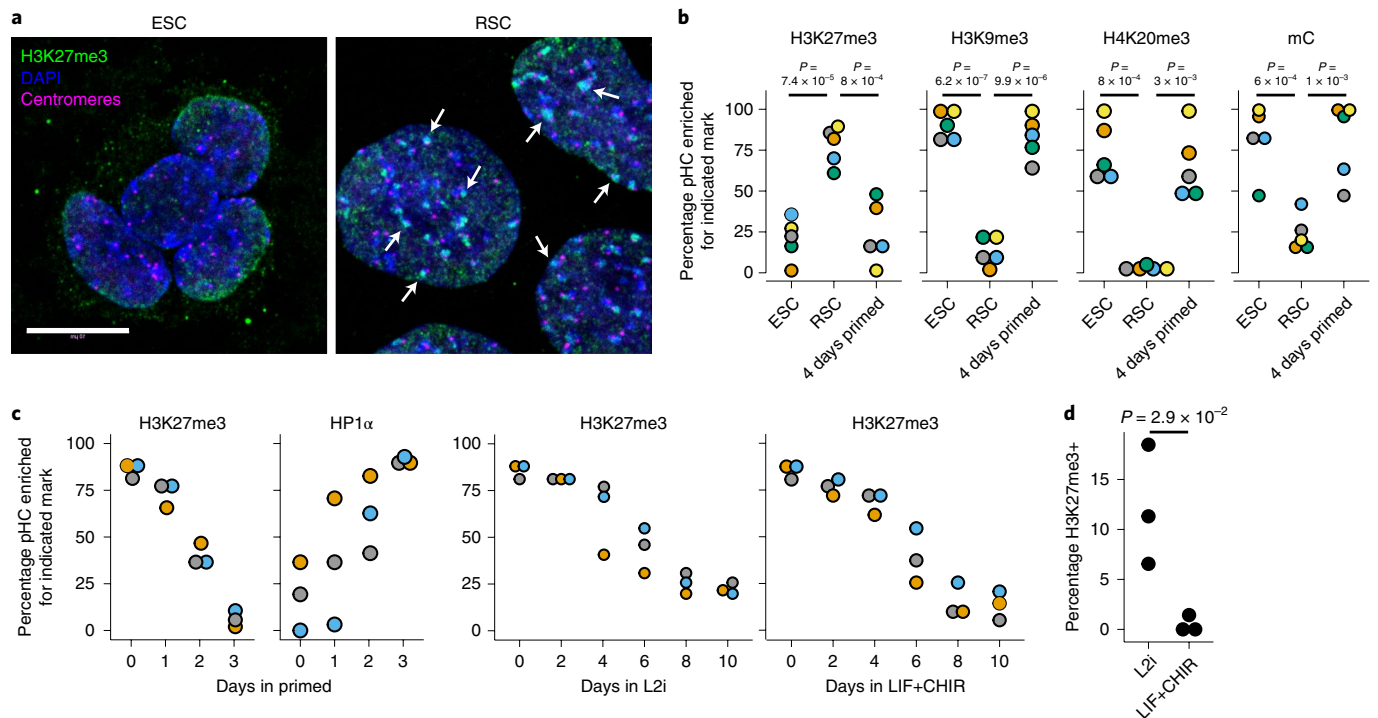 a
ESC
RSC
H3K27me3
DAPI
Centromeres
b
H3K27me3
H3K9me3
H4K20me3
mC
P = 7.4 × 10⁻⁵
P = 8 × 10⁻⁴
P = 6.2 × 10⁻⁷
P = 9.9 × 10⁻⁶
P = 8 × 10⁻⁴
P = 3 × 10⁻³
P = 6 × 10⁻⁴
P = 1 × 10⁻³
Percentage pHC enriched
for indicated mark
100
75
50
25
0
ESC
RSC
4 days primed
ESC
RSC
4 days primed
ESC
RSC
4 days primed
ESC
RSC
4 days primed
c
H3K27me3
HP1α
H3K27me3
H3K27me3
Percentage pHC enriched
for indicated mark
100
75
50
25
0
100
75
50
25
0
0 1 2 3
0 1 2 3
0 2 4 6 8 10
0 2 4 6 8 10
Days in primed
Days in L2i
Days in LIF+CHIR
d
P = 2.9 × 10⁻²
Percentage H3K27me3+
15
10
5
0
L2i
LIF+CHIR